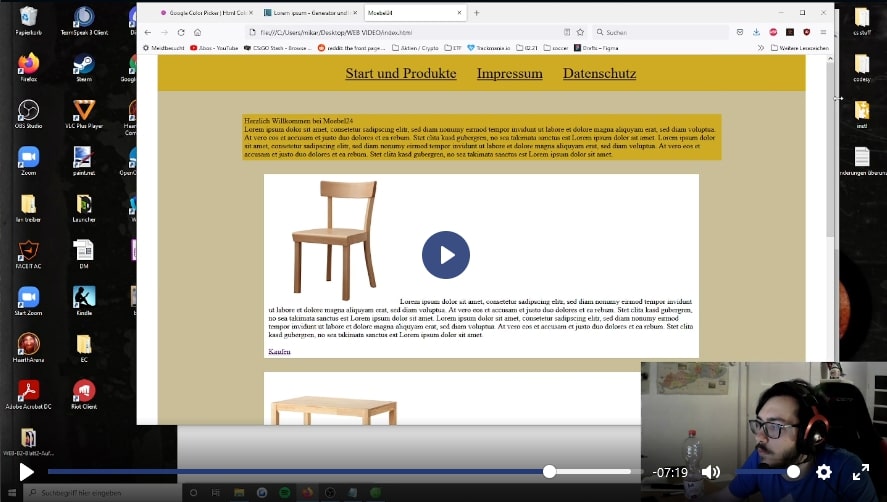 Google Color Picker | Html Col
Lorem ipsum – Generator und
Moebelüll
file:///C:/Users/mikar/Desktop/WEB VIDEO/index.html
Suchen
Meistbesucht
Abos - YouTube
CS:GO Stash - Browse...
reddit: the front page...
Aktien / Crypto
ETF
Trackmania.io
02.21
soccer
Drafts – Figma
Weitere Lesezeichen
Start und Produkte Impressum Datenschutz
Herzlich Willkommen bei Moebel24
Lorem ipsum dolor sit amet, consetetur sadipscing elitr, sed diam nonumy eirmod tempor invidunt ut labore et dolore magna aliquyam erat, sed diam voluptua.
At vero eos et accusam et justo duo dolores et ea rebum. Stet clita kasd gubergren, no sea takimata sanctus est Lorem ipsum dolor sit amet. Lorem ipsum dolor sit
amet, consetetur sadipscing elitr, sed diam nonumy eirmod tempor invidunt ut labore et dolore magna aliquyam erat, sed diam voluptua. At vero eos et
accusam et justo duo dolores et ea rebum. Stet clita kasd gubergren, no sea takimata sanctus est Lorem ipsum dolor sit amet.
Lorem ipsum dolor sit amet, consetetur sadipscing elitr, sed diam nonumy eirmod tempor invidunt
ut labore et dolore magna aliquyam erat, sed diam voluptua. At vero eos et accusam et justo duo dolores et ea rebum. Stet clita kasd gubergren,
no sea takimata sanctus est Lorem ipsum dolor sit amet. Lorem ipsum dolor sit amet, consetetur sadipscing elitr, sed diam nonumy eirmod
tempor invidunt ut labore et dolore magna aliquyam erat, sed diam voluptua. At vero eos et accusam et justo duo dolores et ea rebum. Stet clita
kasd gubergren, no sea takimata sanctus est Lorem ipsum dolor sit amet.
Kaufen
Papierkorb
TeamSpeak 3 Client
Firefox
Steam
OBS Studio
VLC Plus Player
Zoom
paint.net
lan treiber
Launcher
FACEIT AC
DM
Start Zoom
Kindle
HearthArena
EC
Adobe Acrobat DC
Riot Client
WEB-02-Blatt2-Auf...
cs stuff
codesy
-07:19
Suchbegriff hier eingeben